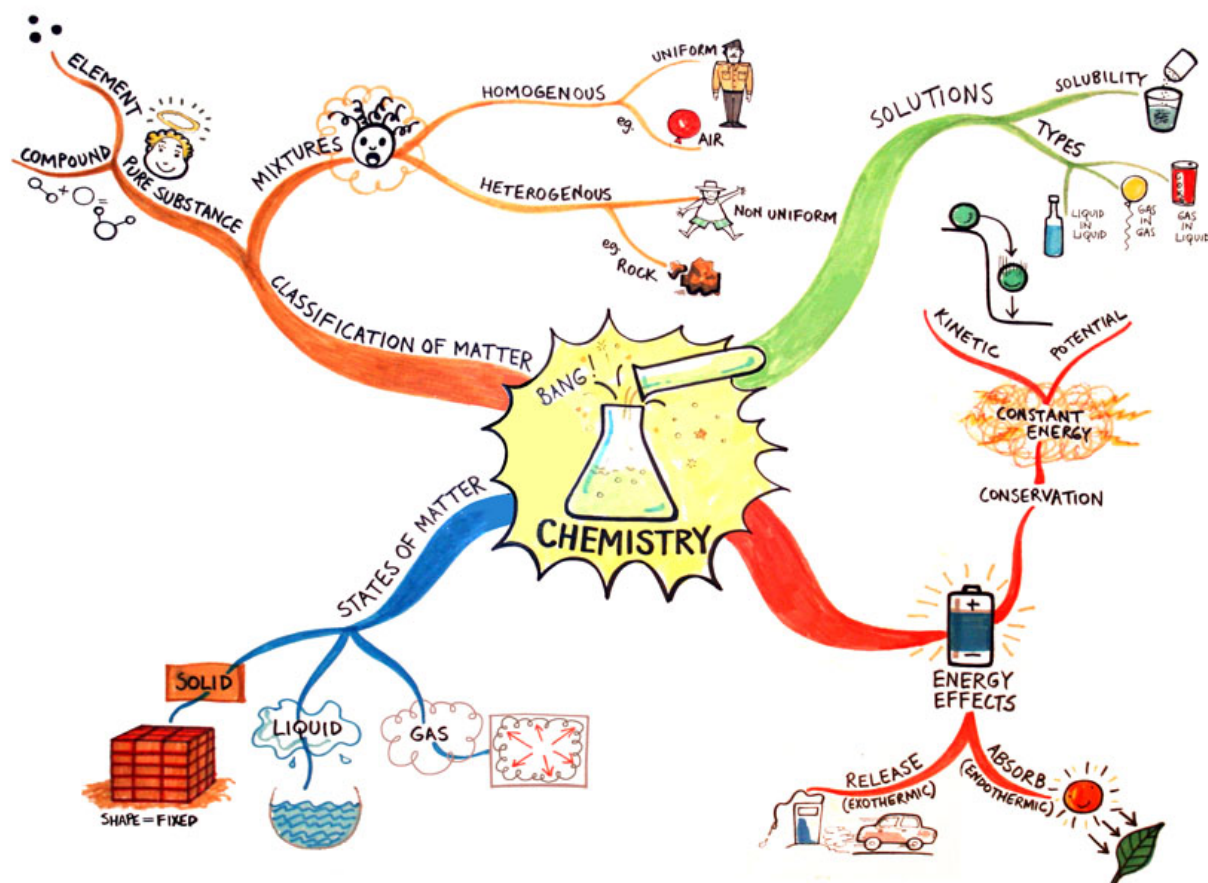 ELEMENT
COMPOUND
PURE SUBSTANCE
+
=
MIXTURES
HOMOGENOUS
UNIFORM
eg.
AIR
HETEROGENOUS
NON UNIFORM
eg.
ROCK
CLASSIFICATION OF MATTER
SOLUTIONS
SOLUBILITY
TYPES
LIQUID
IN
LIQUID
GAS
IN
GAS
SODA
GAS
IN
LIQUID
BANG!
CHEMISTRY
KINETIC
POTENTIAL
CONSTANT
ENERGY
CONSERVATION
+
-
ENERGY
EFFECTS
RELEASE
(EXOTHERMIC)
ABSORB
(ENDOTHERMIC)
STATES OF MATTER
SOLID
SHAPE=FIXED
LIQUID
GAS